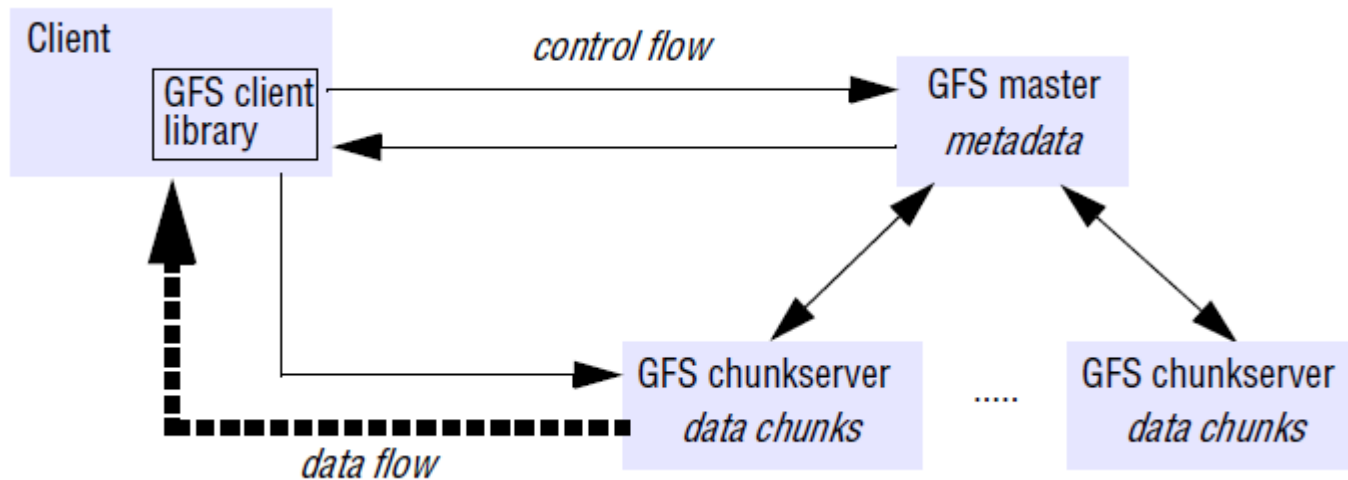 Client
GFS client
library
control flow
GFS master
metadata
GFS chunkserver
data chunks
.....
GFS chunkserver
data chunks
data flow